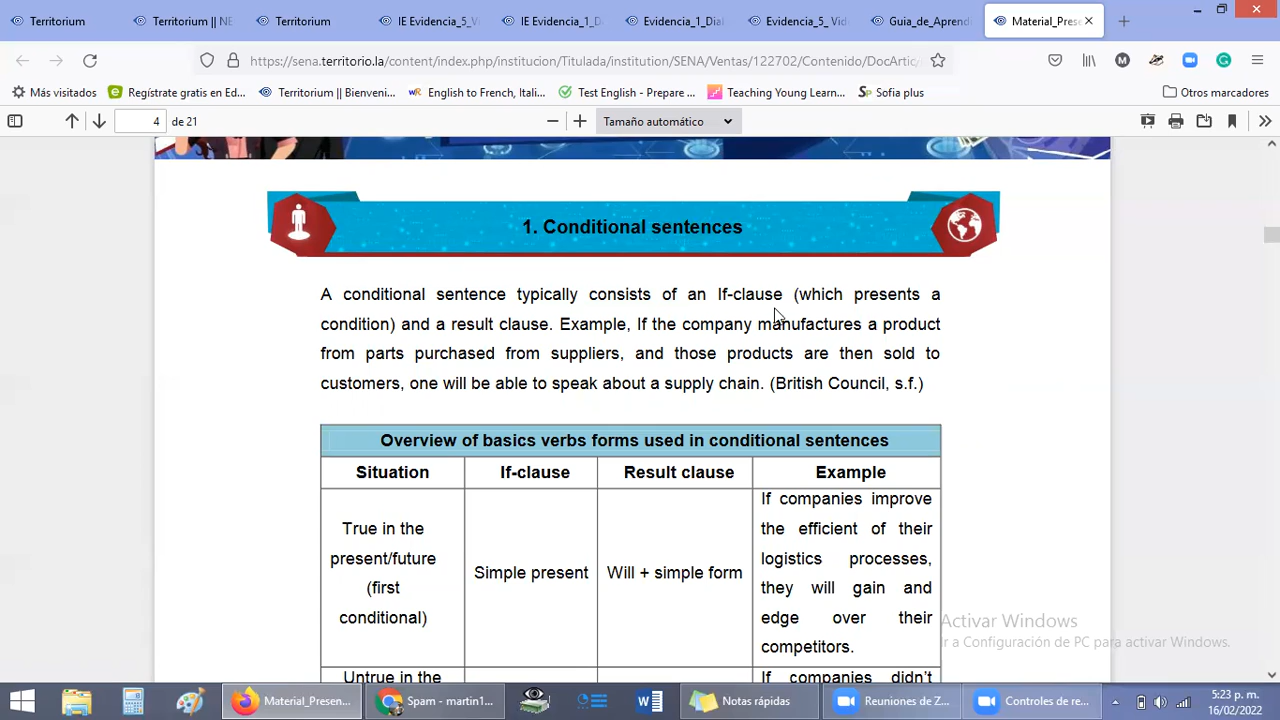 Territorium
Territorium || NE
Territorium
IE Evidencia_5_Vi
IE Evidencia_1_Da
Evidencia_1_Dial
Evidencia_5_ Vide
Guia_de_Aprendi
Material_Pres
https://sena.territorio.la/content/index.php/institucion/Titulada/institution/SENA/Ventas/122702/Contenido/DocArtic/
Más visitados
Regístrate gratis en Ed...
Territorium || Bienveni...
English to French, Itali...
Test English - Prepare ...
Teaching Young Learn...
Sofia plus
Otros marcadores
4 de 21
Tamaño automático
1. Conditional sentences
A conditional sentence typically consists of an If-clause (which presents a
condition) and a result clause. Example, If the company manufactures a product
from parts purchased from suppliers, and those products are then sold to
customers, one will be able to speak about a supply chain. (British Council, s.f.)
Overview of basics verbs forms used in conditional sentences
Situation If-clause Result clause Example
True in the
present/future
(first
conditional)
Simple present
Will + simple form
If companies improve
the efficient of their
logistics processes,
they will gain and
edge over their
competitors.
Untrue in the
If companies didn't
Activar Windows
Ir a Configuración de PC para activar Windows.
Material_Presen...
Spam - martin1...
Notas rápidas
Reuniones de Z...
Controles de re...
5:23 p. m.
16/02/2022